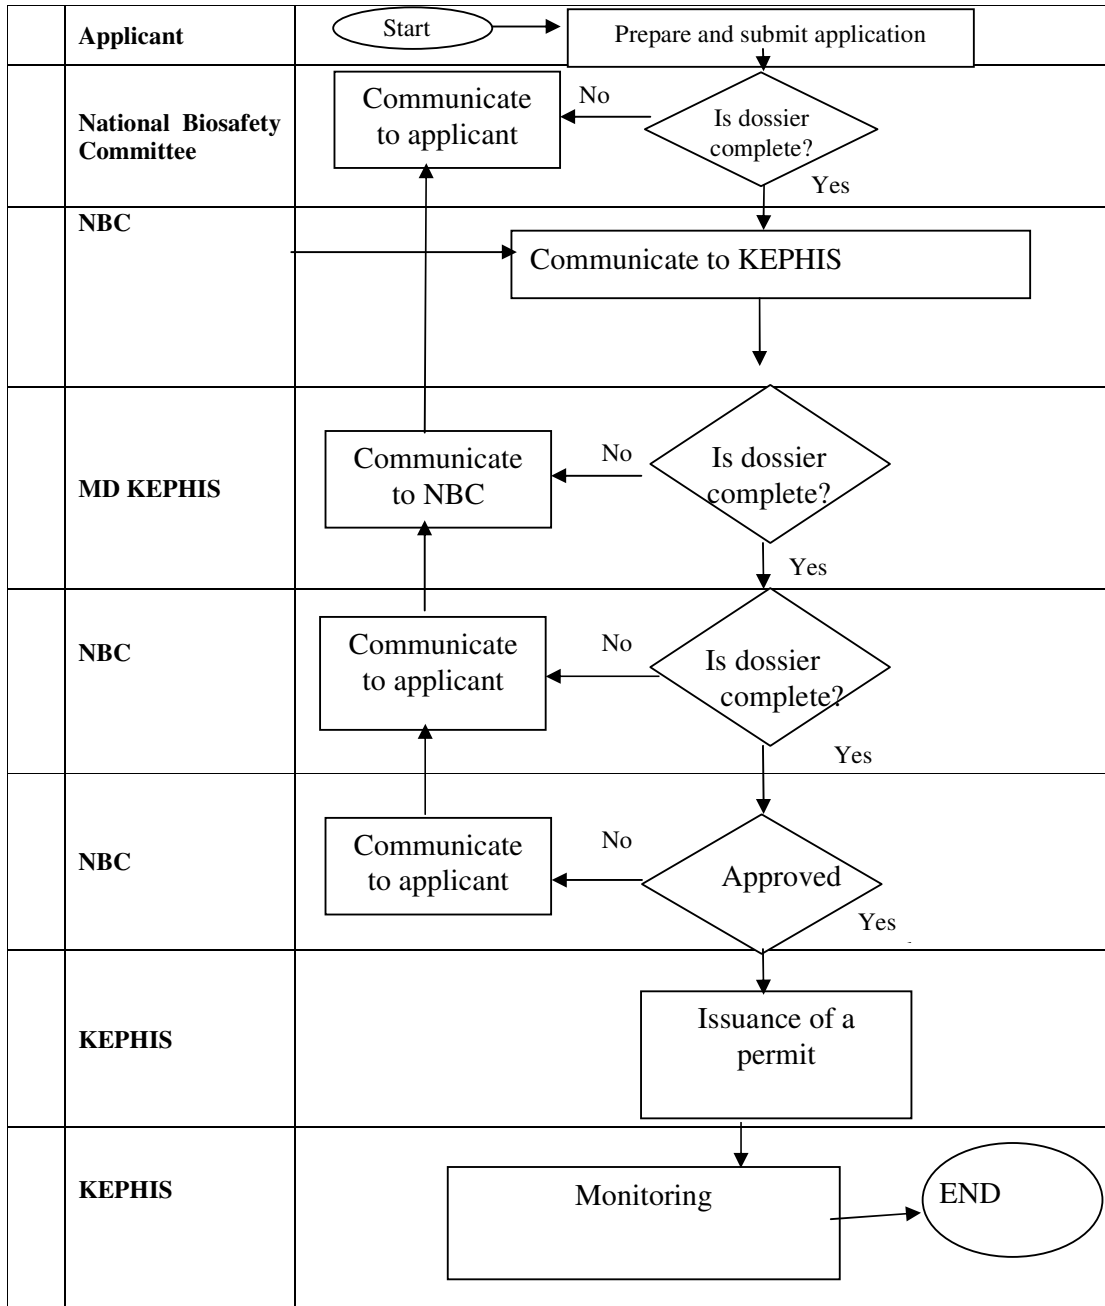 Applicant
Start
Prepare and submit application
National Biosafety
Committee
Communicate
to applicant
No
Is dossier
complete?
Yes
NBC
Communicate to KEPHIS
MD KEPHIS
Communicate
to NBC
No
Is dossier
complete?
Yes
NBC
Communicate
to applicant
No
Is dossier
complete?
Yes
NBC
Communicate
to applicant
No
Approved
Yes
KEPHIS
Issuance of a
permit
KEPHIS
Monitoring
END